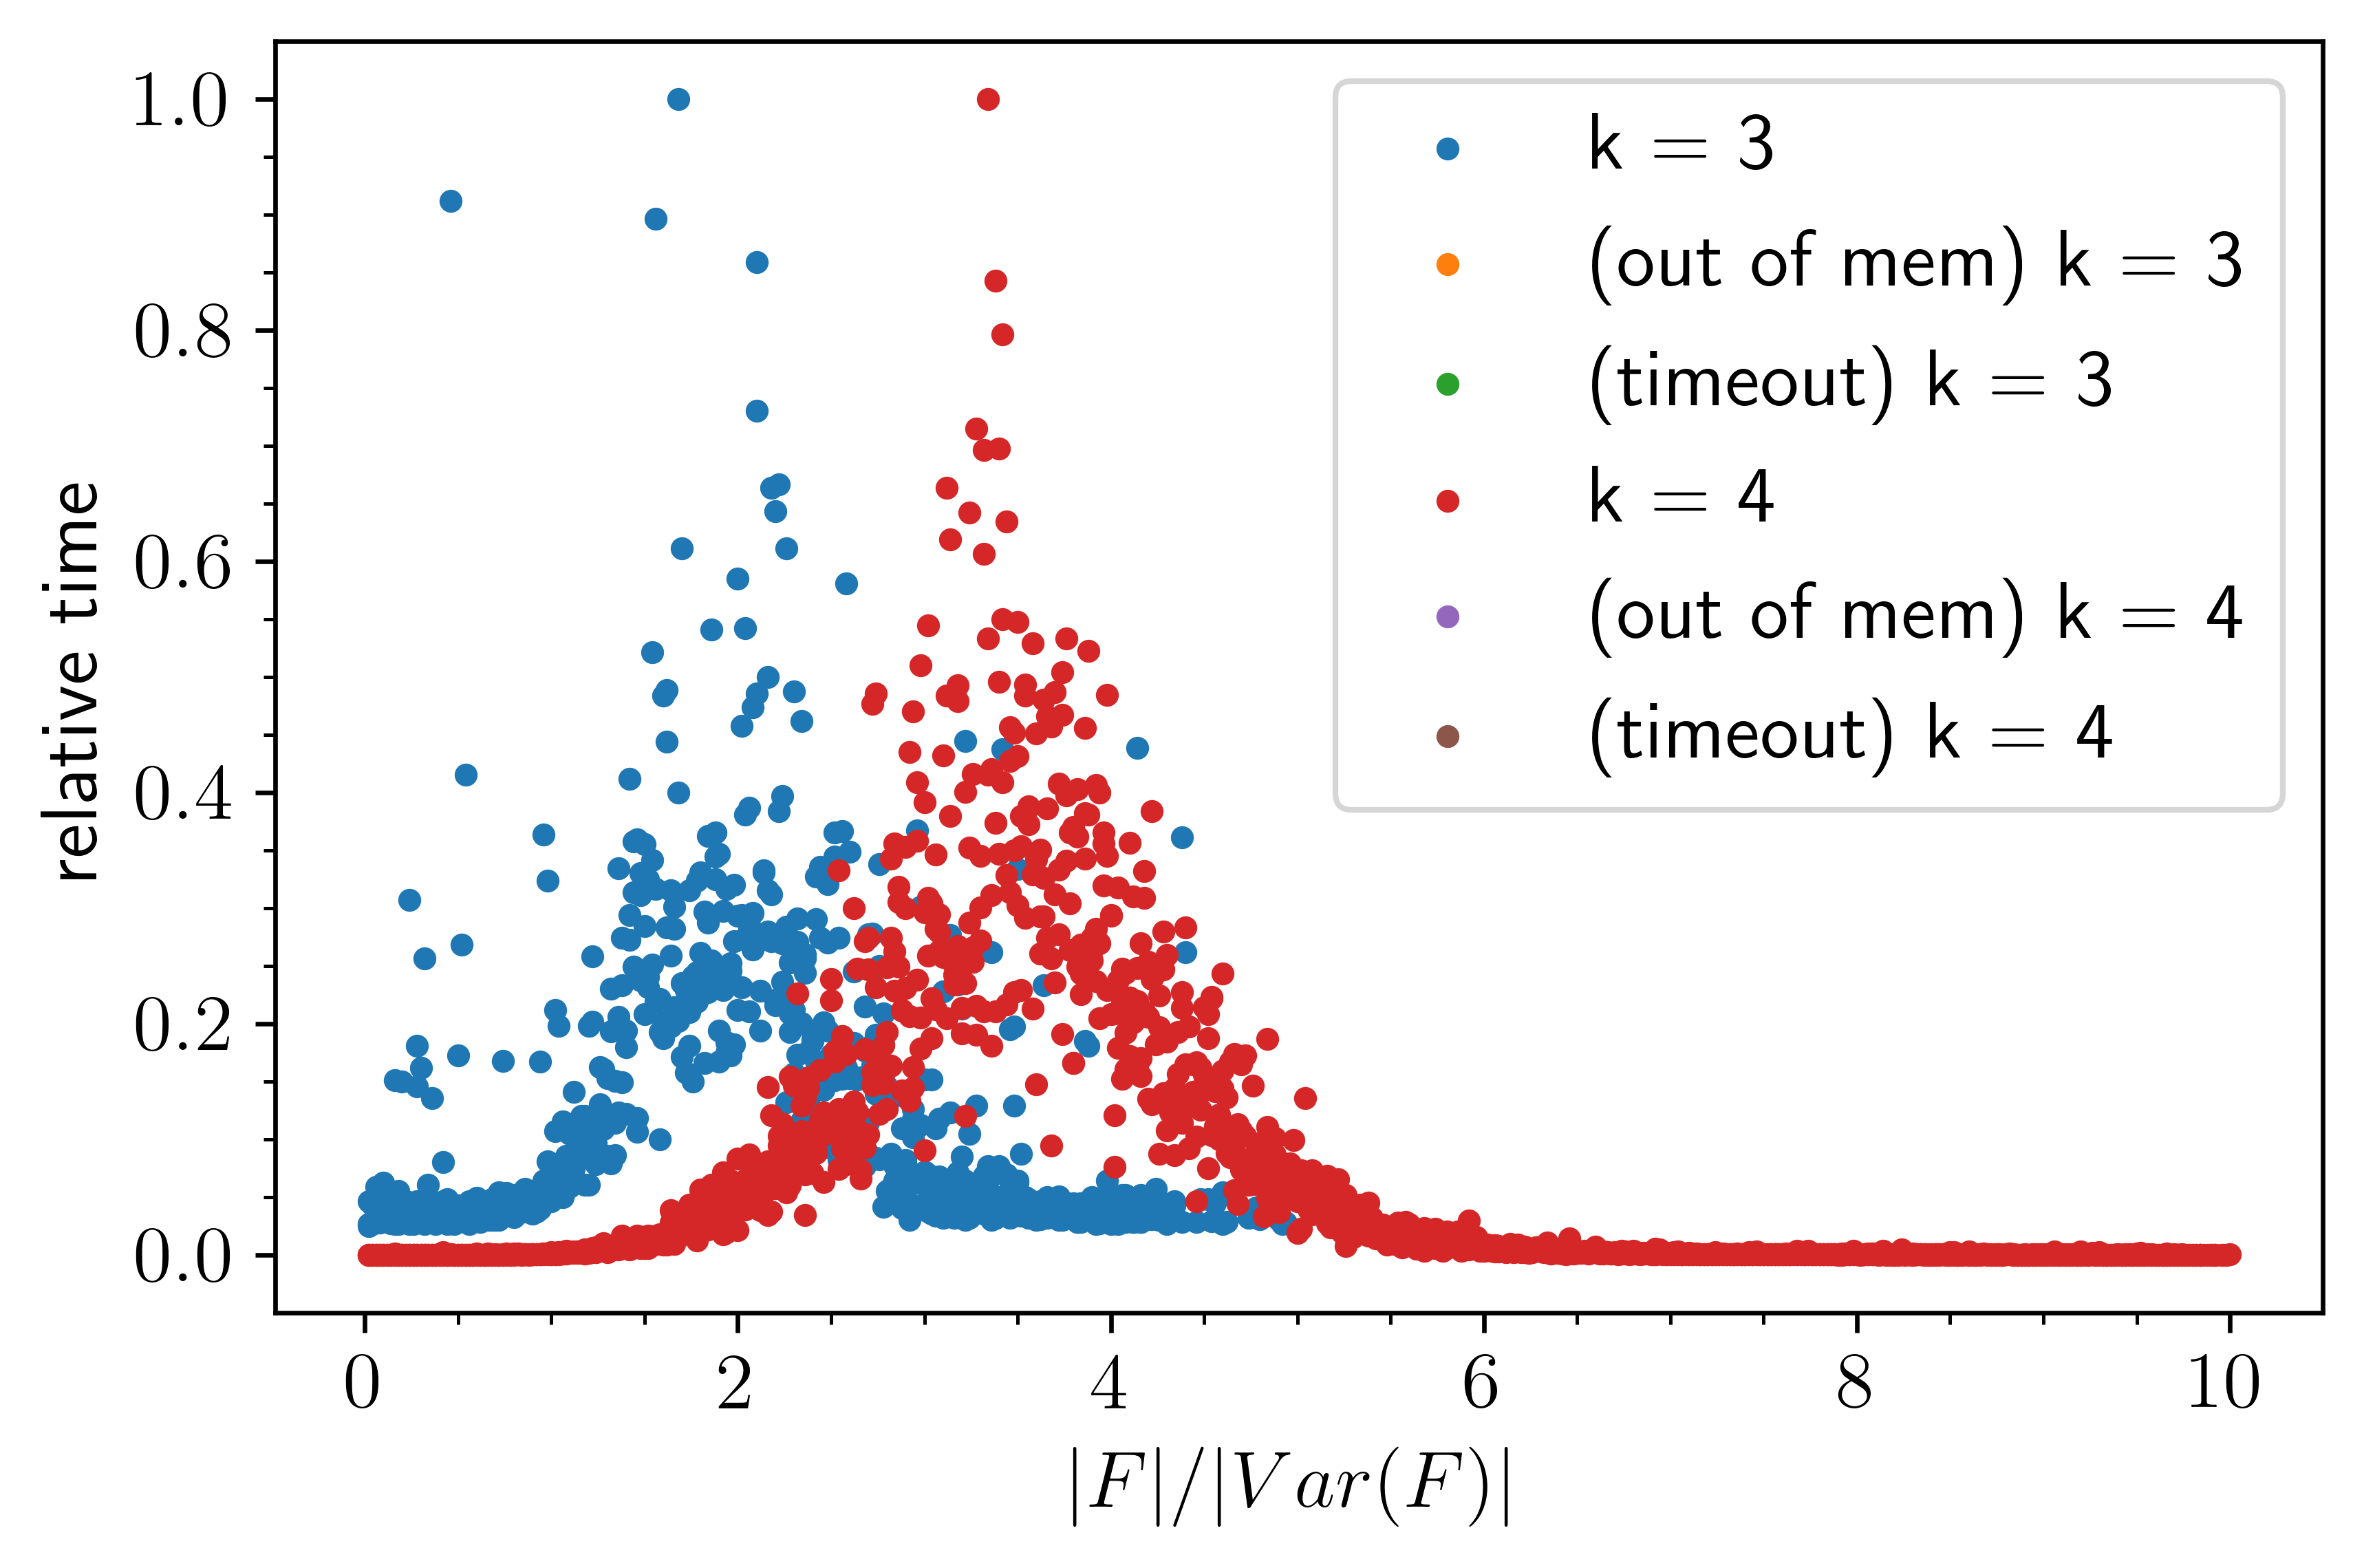 1.0
0.8
0.6
0.4
0.2
0.0
relative time
k = 3
(out of mem) k = 3
(timeout) k = 3
k = 4
(out of mem) k = 4
(timeout) k = 4
0 2 4 6 8 10
|F|/|Var(F)|